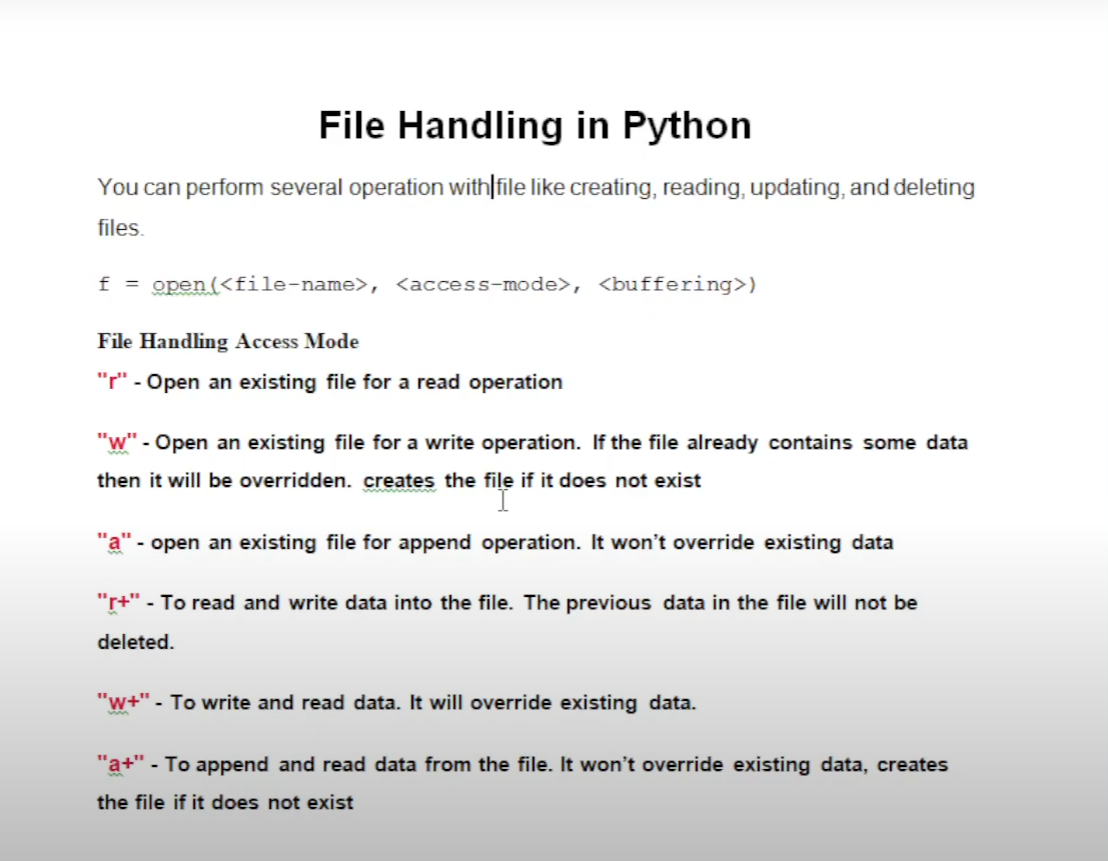 File Handling in Python
You can perform several operation with file like creating, reading, updating, and deleting
files.
f = open(<file-name>, <access-mode>, <buffering>)
File Handling Access Mode
"r" - Open an existing file for a read operation
"w" - Open an existing file for a write operation. If the file already contains some data
then it will be overridden. creates the file if it does not exist
"a" - open an existing file for append operation. It won't override existing data
"r+" - To read and write data into the file. The previous data in the file will not be
deleted.
"w+" - To write and read data. It will override existing data.
"a+" - To append and read data from the file. It won't override existing data, creates
the file if it does not exist